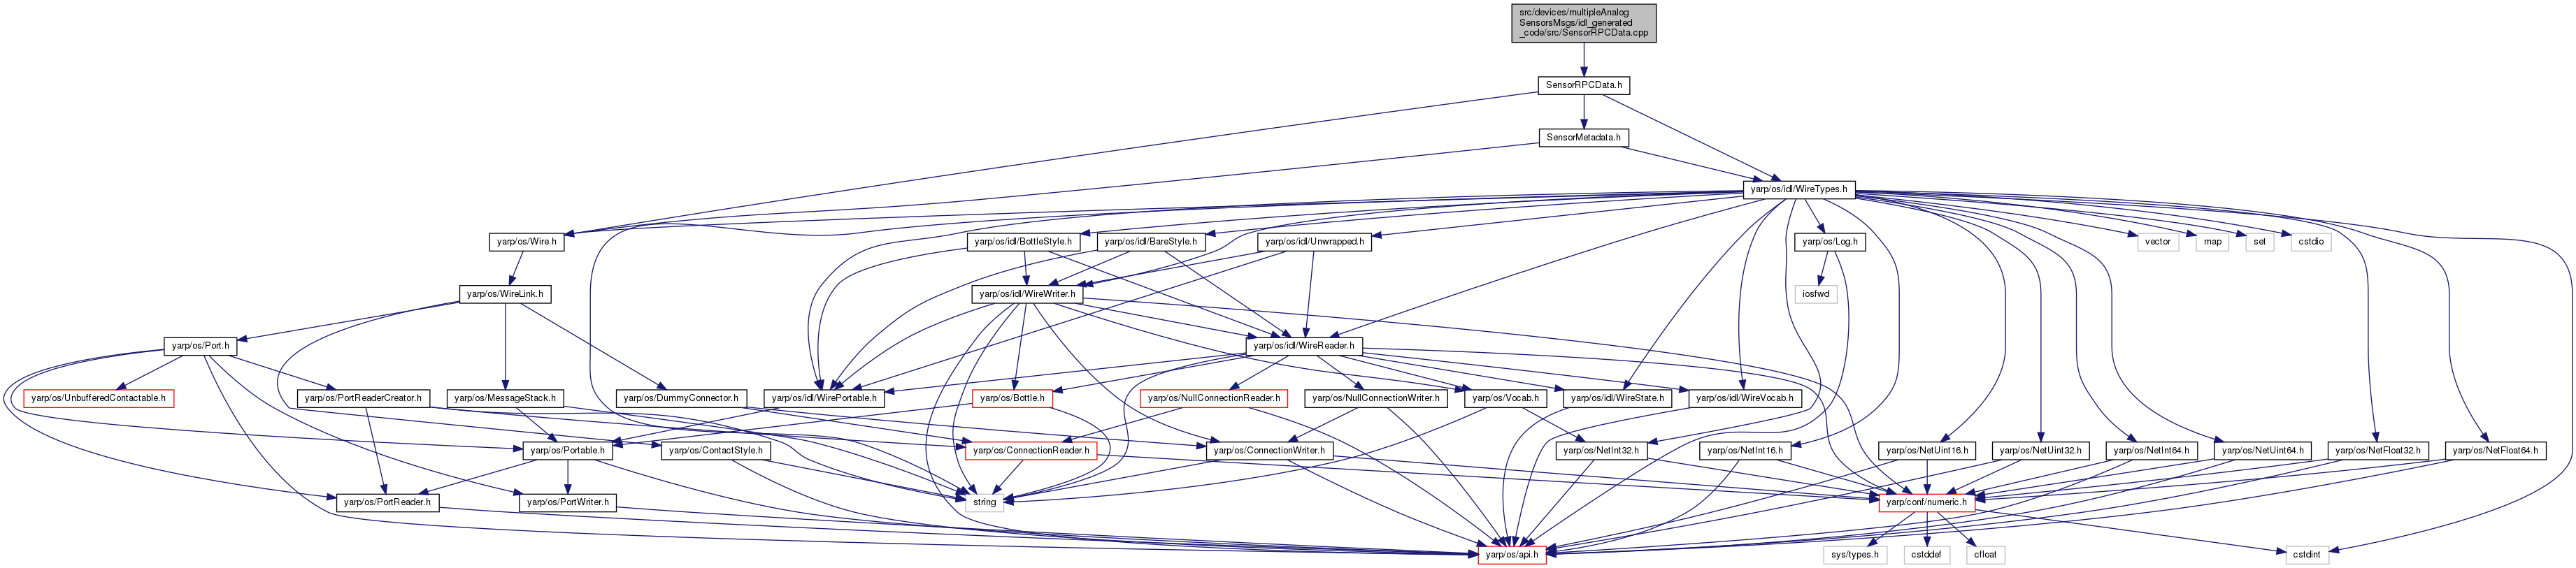 src/devices/multipleAnalog
SensorsMsgs/idl_generated
_code/src/SensorRPCData.cpp
SensorRPCData.h
SensorMetadata.h
yarp/os/idl/WireTypes.h
yarp/os/Wire.h
yarp/os/idl/BottleStyle.h
yarp/os/idl/BareStyle.h
yarp/os/idl/Unwrapped.h
yarp/os/Log.h
vector
map
set
cstdio
yarp/os/WireLink.h
yarp/os/idl/WireWriter.h
iosfwd
yarp/os/Port.h
yarp/os/idl/WireReader.h
yarp/os/UnbufferedContactable.h
yarp/os/PortReaderCreator.h
yarp/os/MessageStack.h
yarp/os/DummyConnector.h
yarp/os/idl/WirePortable.h
yarp/os/Bottle.h
yarp/os/NullConnectionReader.h
yarp/os/NullConnectionWriter.h
yarp/os/Vocab.h
yarp/os/idl/WireState.h
yarp/os/idl/WireVocab.h
yarp/os/Portable.h
yarp/os/ContactStyle.h
yarp/os/ConnectionReader.h
yarp/os/ConnectionWriter.h
yarp/os/NetInt32.h
yarp/os/NetInt16.h
yarp/os/NetUint16.h
yarp/os/NetUint32.h
yarp/os/NetInt64.h
yarp/os/NetUint64.h
yarp/os/NetFloat32.h
yarp/os/NetFloat64.h
yarp/os/PortReader.h
yarp/os/PortWriter.h
string
yarp/conf/numeric.h
yarp/os/api.h
sys/types.h
cstddef
cfloat
cstdint